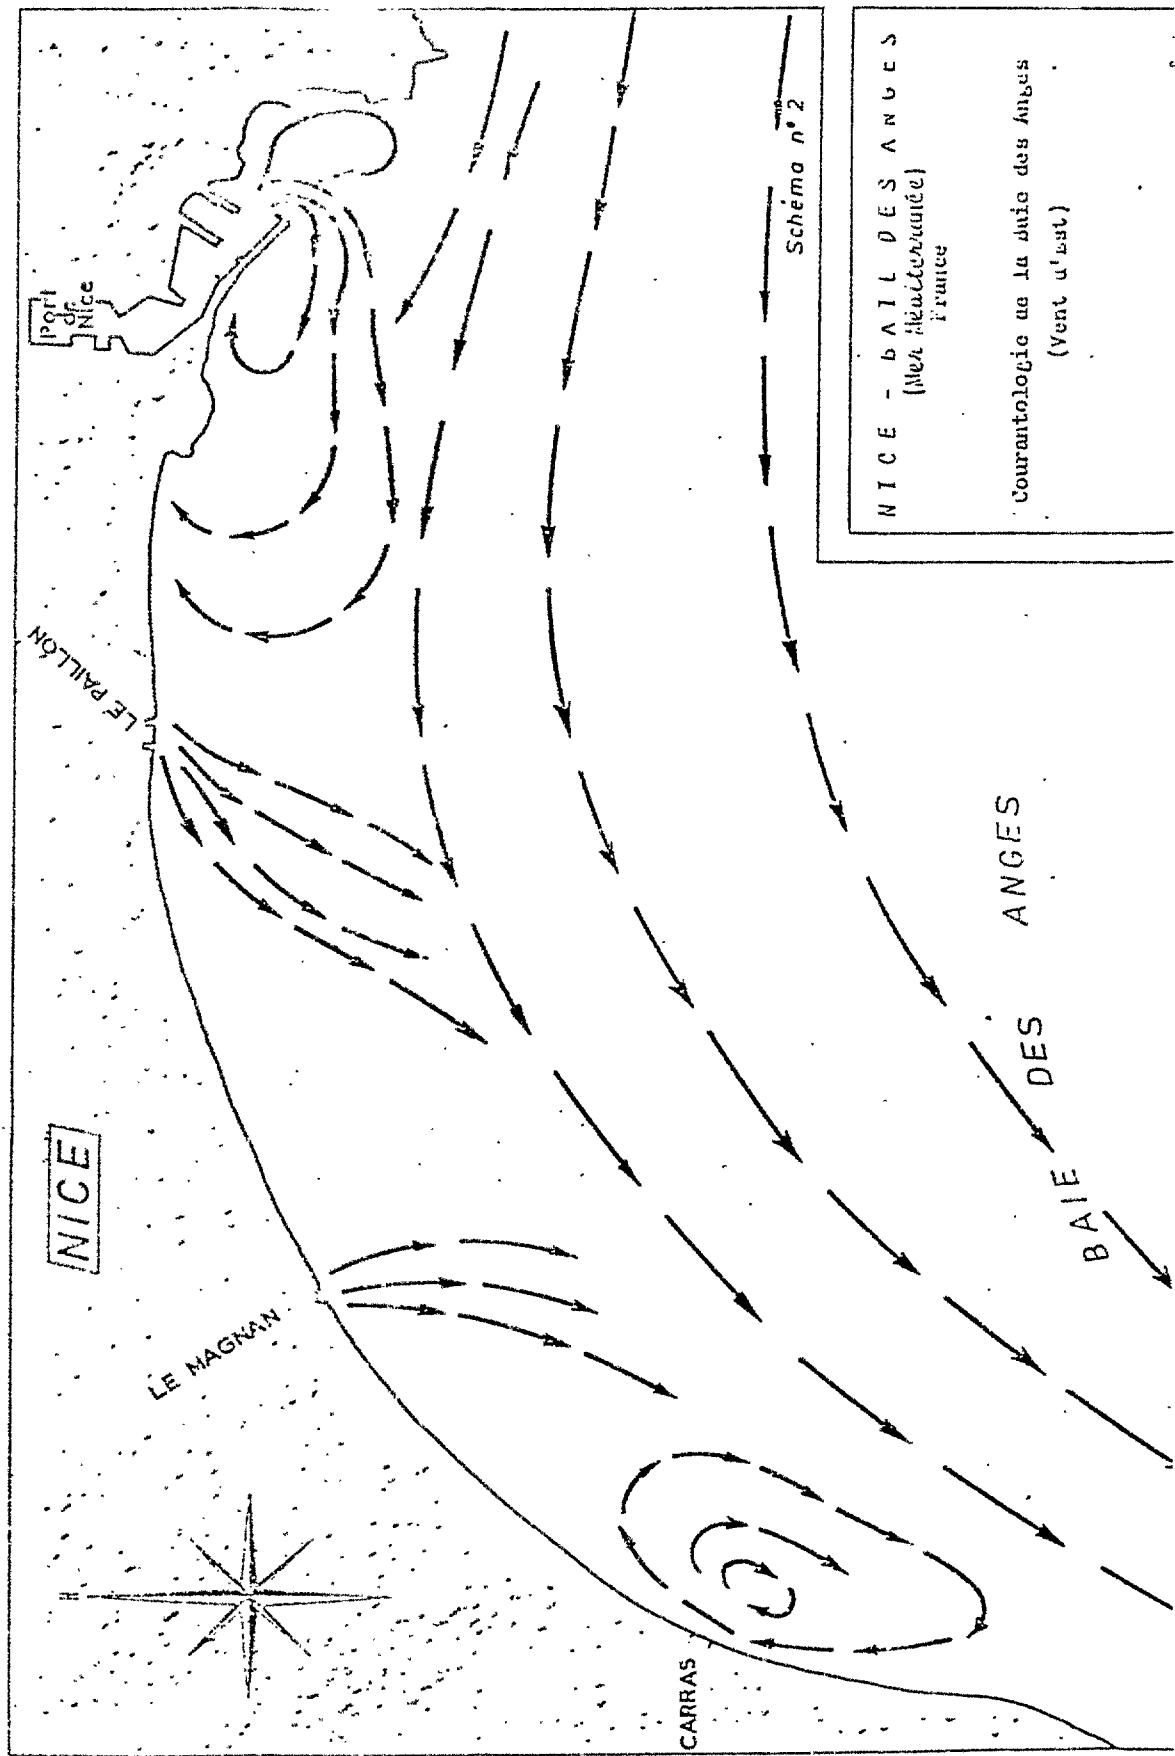 Port
de
Nice
LE PAILLON
NICE
LE MAGNAN
CARRAS
BAIE DES ANGES
Schéma n° 2
NICE - BAIE DES ANGES
(Mer Méditerranée)
France
Courantologie de la Baie des Anges
(Vent d'Est)